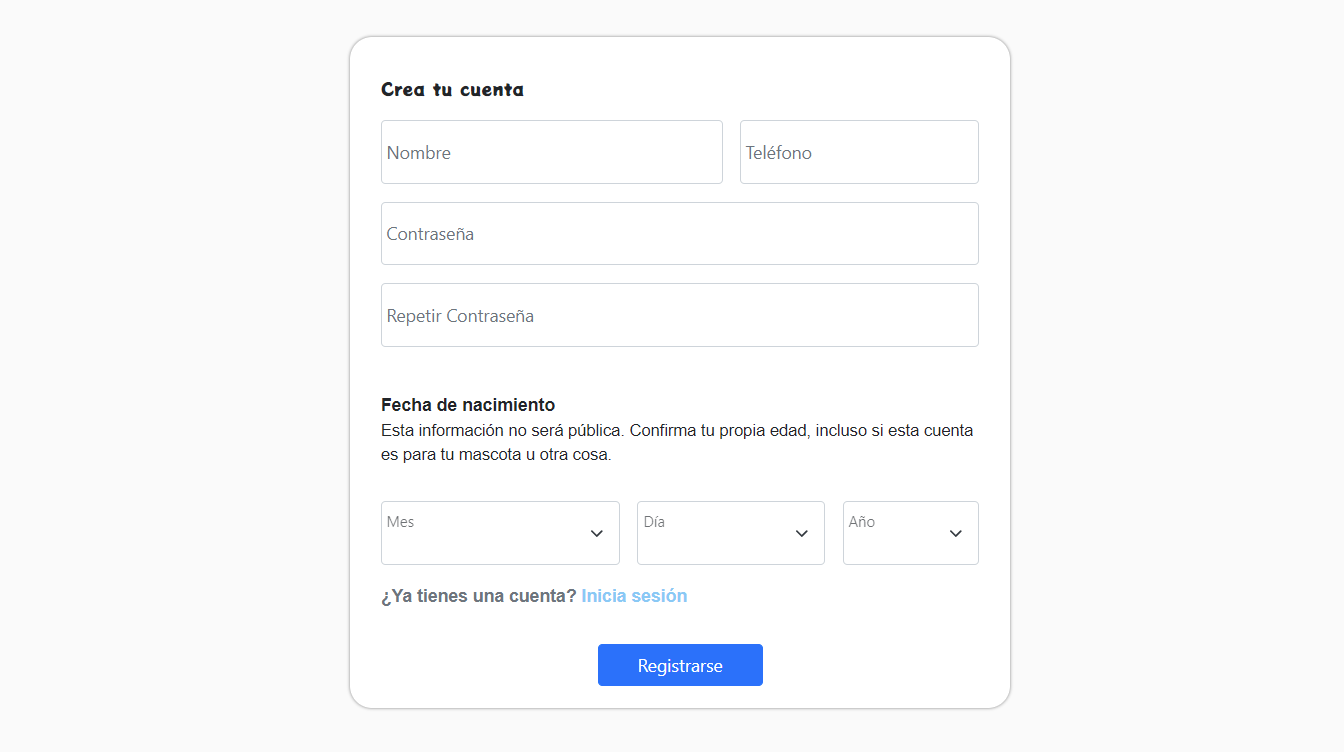 Crea tu cuenta
Nombre
Teléfono
Contraseña
Repetir Contraseña
Fecha de nacimiento
Esta información no será pública. Confirma tu propia edad, incluso si esta cuenta
es para tu mascota u otra cosa.
Mes
Día
Año
¿Ya tienes una cuenta? Inicia sesión
Registrarse